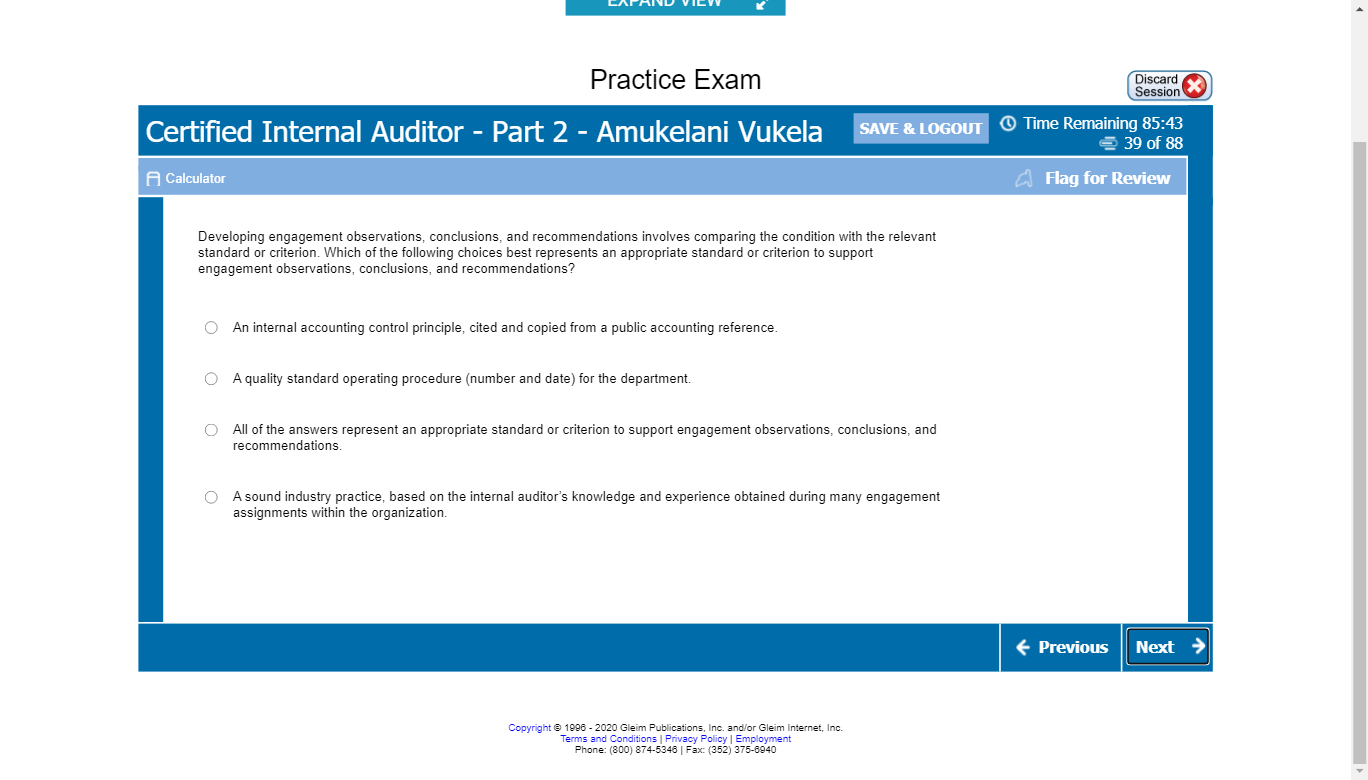 EXPAND VIEW
Practice Exam
Discard
Session
Certified Internal Auditor - Part 2 - Amukelani Vukela
SAVE & LOGOUT
Time Remaining 85:43
39 of 88
Calculator
Flag for Review
Developing engagement observations, conclusions, and recommendations involves comparing the condition with the relevant
standard or criterion. Which of the following choices best represents an appropriate standard or criterion to support
engagement observations, conclusions, and recommendations?
An internal accounting control principle, cited and copied from a public accounting reference.
A quality standard operating procedure (number and date) for the department.
All of the answers represent an appropriate standard or criterion to support engagement observations, conclusions, and
recommendations.
A sound industry practice, based on the internal auditor's knowledge and experience obtained during many engagement
assignments within the organization.
Previous
Next
Copyright © 1996 - 2020 Gleim Publications, Inc. and/or Gleim Internet, Inc.
Terms and Conditions | Privacy Policy | Employment
Phone: (800) 874-5346 | Fax: (352) 375-6940